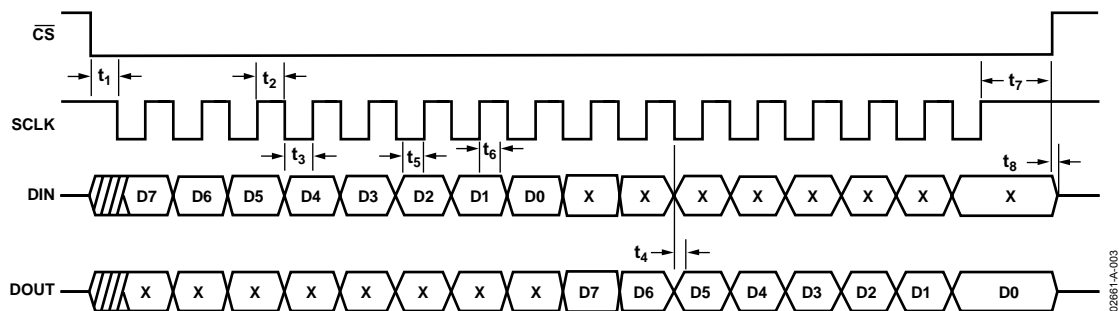 CS
t1 t2 t7
SCLK
t3 t5 t6 t8
DIN D7 D6 D5 D4 D3 D2 D1 D0 X X X X X X X X
t4
DOUT X X X X X X X X D7 D6 D5 D4 D3 D2 D1 D0
02661-A-003